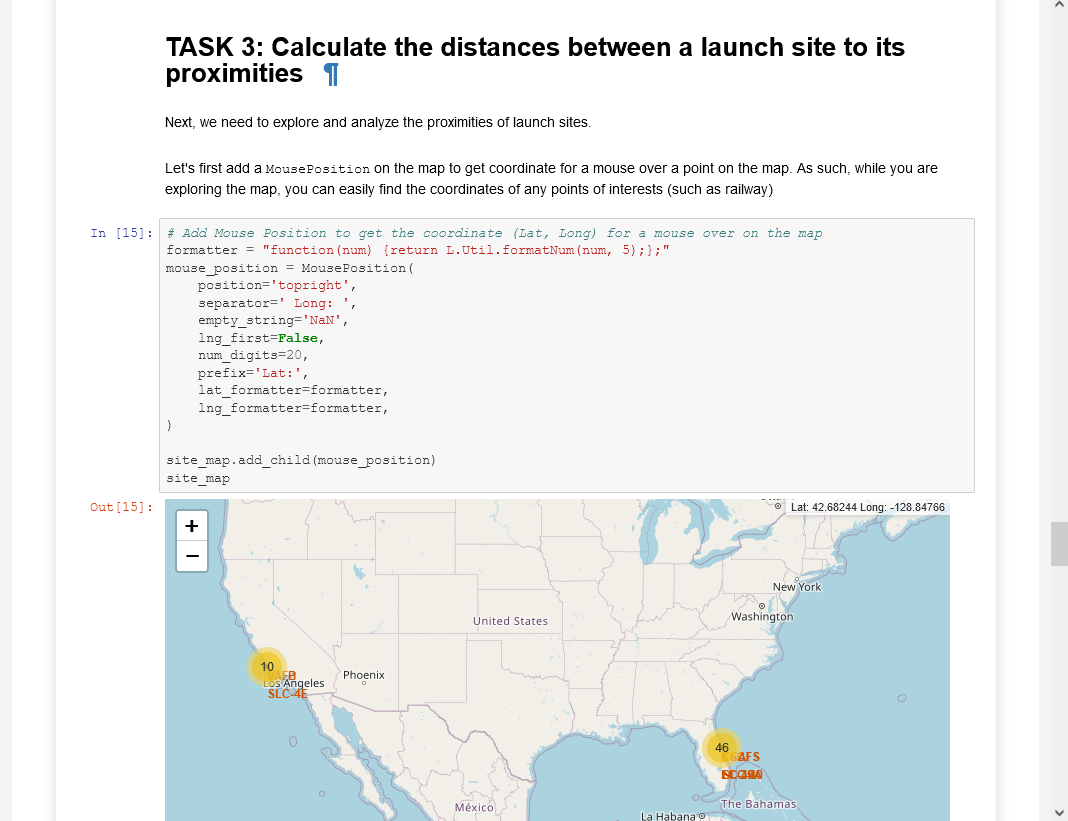 TASK 3: Calculate the distances between a launch site to its
proximities ¶
Next, we need to explore and analyze the proximities of launch sites.
Let's first add a MousePosition on the map to get coordinate for a mouse over a point on the map. As such, while you are
exploring the map, you can easily find the coordinates of any points of interests (such as railway)
In [15]:
# Add Mouse Position to get the coordinate (Lat, Long) for a mouse over on the map
formatter = "function(num) {return L.Util.formatNum(num, 5);};"
mouse_position = MousePosition(
    position='topright',
    separator=' Long: ',
    empty_string='NaN',
    lng_first=False,
    num_digits=20,
    prefix='Lat:',
    lat_formatter=formatter,
    lng_formatter=formatter,
)
site_map.add_child(mouse_position)
site_map
Out[15]:
+
−
Lat: 42.68244 Long: -128.84766
New York
Washington
United States
10
Los Angeles
SLC-4E
Phoenix
46
México
The Bahamas
La Habana